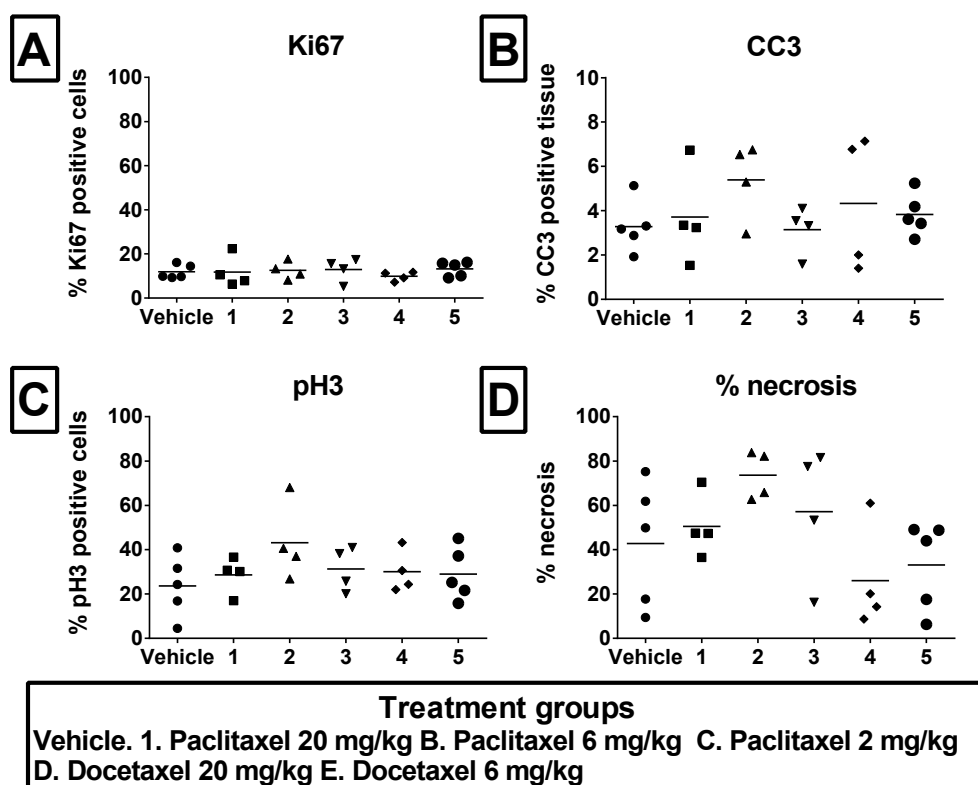 A
Ki67
% Ki67 positive cells
100
80
60
40
20
0
Vehicle 1 2 3 4 5
B
CC3
% CC3 positive tissue
10
8
6
4
2
0
Vehicle 1 2 3 4 5
C
pH3
% pH3 positive cells
100
80
60
40
20
0
Vehicle 1 2 3 4 5
D
% necrosis
% necrosis
100
80
60
40
20
0
Vehicle 1 2 3 4 5
Treatment groups
Vehicle. 1. Paclitaxel 20 mg/kg B. Paclitaxel 6 mg/kg C. Paclitaxel 2 mg/kg
D. Docetaxel 20 mg/kg E. Docetaxel 6 mg/kg